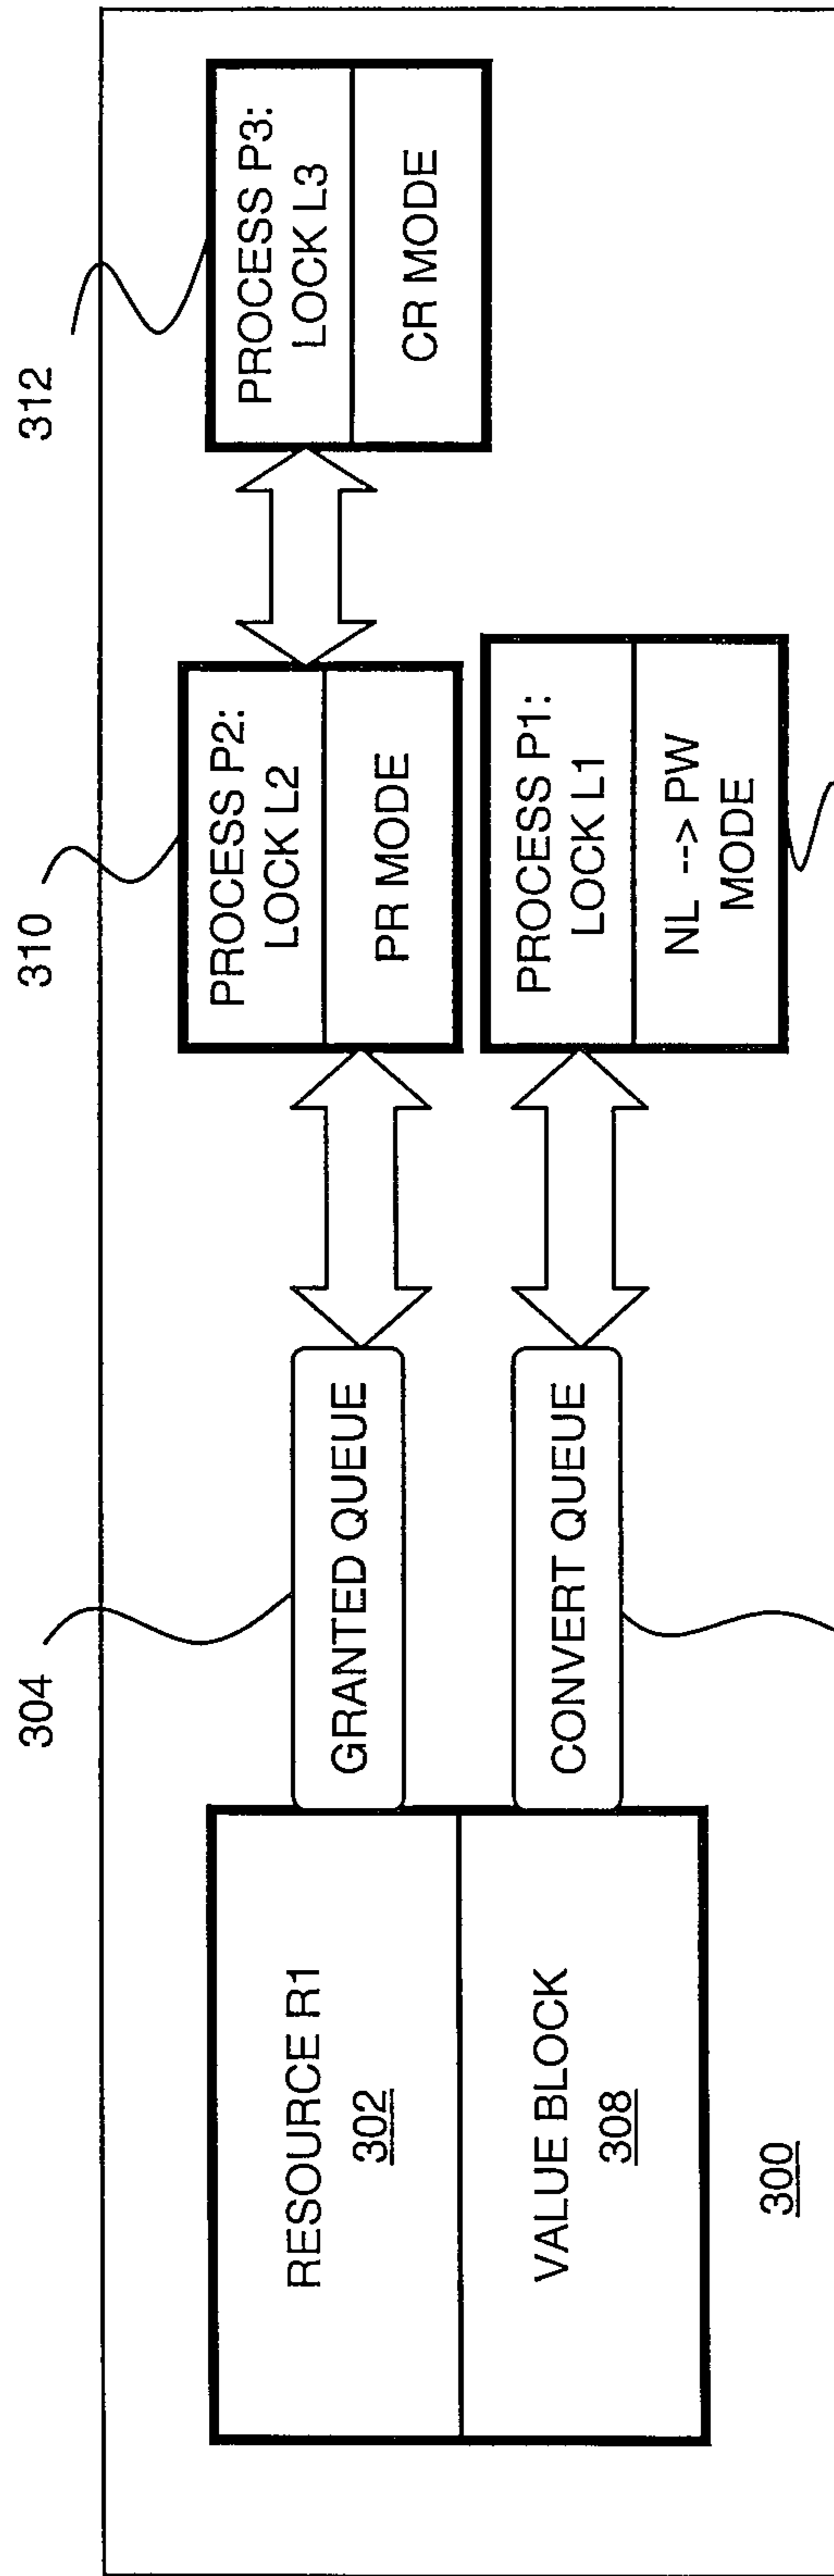 304
310
312
RESOURCE R1
302
VALUE BLOCK
308
GRANTED QUEUE
CONVERT QUEUE
PROCESS P2:
LOCK L2
PR MODE
PROCESS P1:
LOCK L1
NL --> PW
MODE
PROCESS P3:
LOCK L3
CR MODE
300